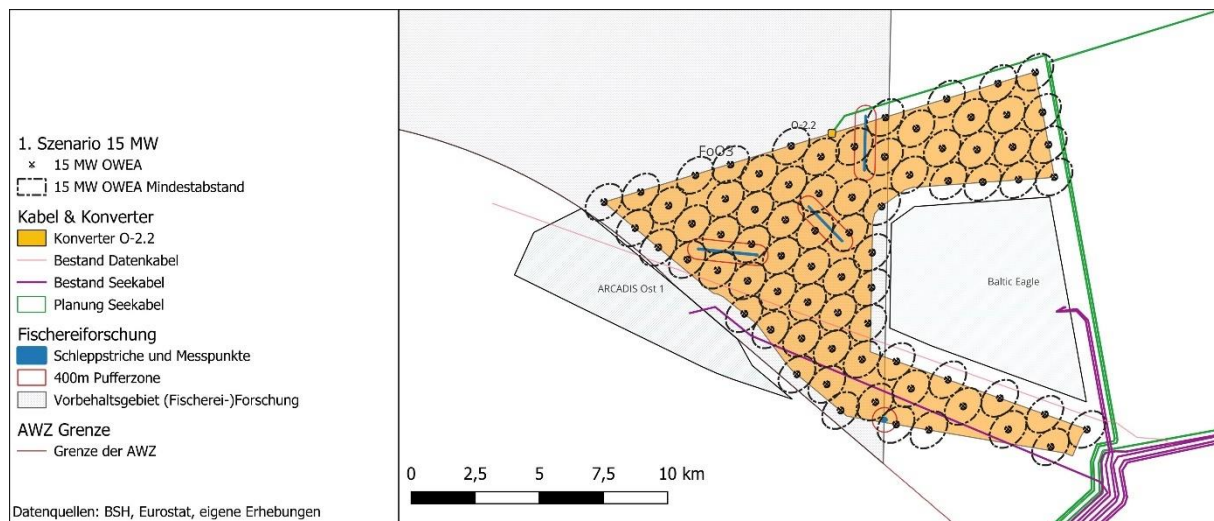 1. Szenario 15 MW
15 MW OWEA
15 MW OWEA Mindestabstand
Kabel & Konverter
Konverter O-2.2
Bestand Datenkabel
Bestand Seekabel
Planung Seekabel
Fischereiforschung
Schleppstriche und Messpunkte
400m Pufferzone
Vorbehaltsgebiet (Fischerei-)Forschung
AWZ Grenze
Grenze der AWZ
Datenquellen: BSH, Eurostat, eigene Erhebungen
O-2.2
FoO3
ARCADIS Ost 1
Baltic Eagle
0 2,5 5 7,5 10 km